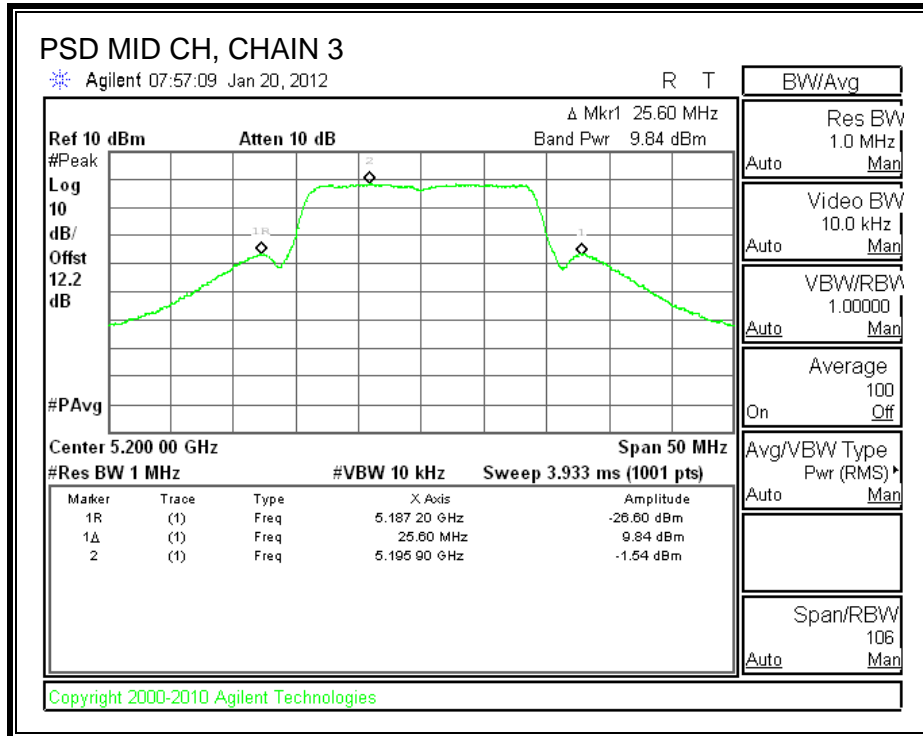 PSD MID CH, CHAIN 3
Agilent 07:57:09 Jan 20, 2012 R T
Δ Mkr1 25.60 MHz
Ref 10 dBm Atten 10 dB Band Pwr 9.84 dBm
#Peak
Log
10
dB/
Offst
12.2
dB
#PAvg
2
1R
1
Center 5.200 00 GHz Span 50 MHz
#Res BW 1 MHz #VBW 10 kHz Sweep 3.933 ms (1001 pts)
Marker Trace Type X Axis Amplitude
1R (1) Freq 5.187 20 GHz -26.60 dBm
1Δ (1) Freq 25.60 MHz 9.84 dBm
2 (1) Freq 5.195 90 GHz -1.54 dBm
BW/Avg
Res BW
1.0 MHz
Auto Man
Video BW
10.0 kHz
Auto Man
VBW/RBW
1.00000
Auto Man
Average
100
On Off
Avg/VBW Type
Pwr (RMS)
Auto Man
Span/RBW
106
Auto Man
Copyright 2000-2010 Agilent Technologies